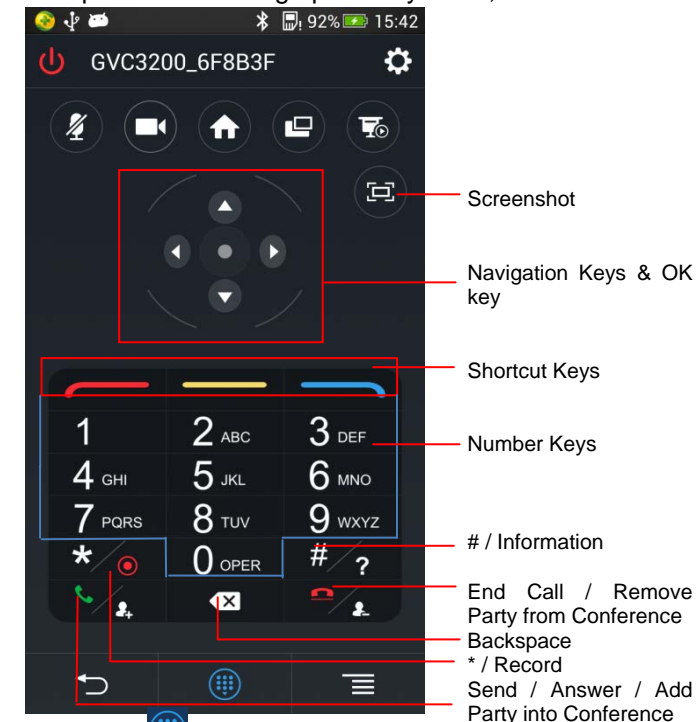 92% 15:42
GVC3200_6F8B3F
Screenshot
Navigation Keys & OK
key
Shortcut Keys
1 2 ABC 3 DEF
Number Keys
4 GHI 5 JKL 6 MNO
7 PQRS 8 TUV 9 WXYZ
* 0 OPER # ?
# / Information
End Call / Remove
Party from Conference
Backspace
* / Record
Send / Answer / Add
Party into Conference